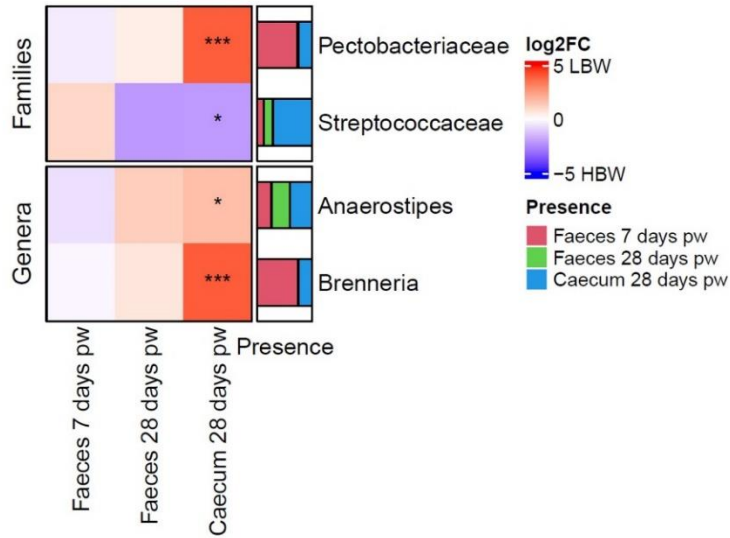 Families
Genera
***
*
*
***
Pectobacteriaceae
Streptococcaceae
Anaerostipes
Brenneria
Presence
Faeces 7 days pw
Faeces 28 days pw
Caecum 28 days pw
log2FC
5 LBW
0
−5 HBW
Presence
Faeces 7 days pw
Faeces 28 days pw
Caecum 28 days pw